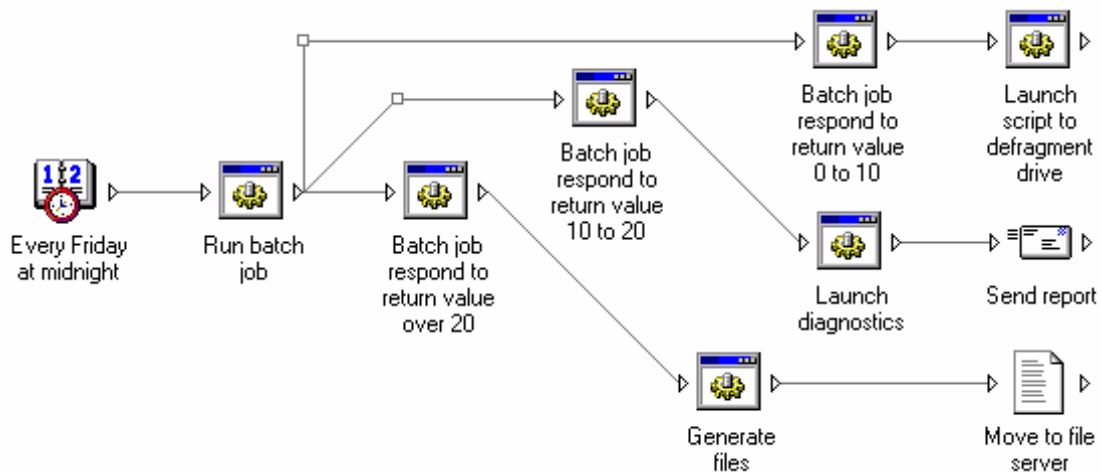 Batch job
respond to
return value
0 to 10
Launch
script to
defragment
drive
Batch job
respond to
return value
10 to 20
1 2
Every Friday
at midnight
Run batch
job
Batch job
respond to
return value
over 20
Launch
diagnostics
Send report
Generate
files
Move to file
server